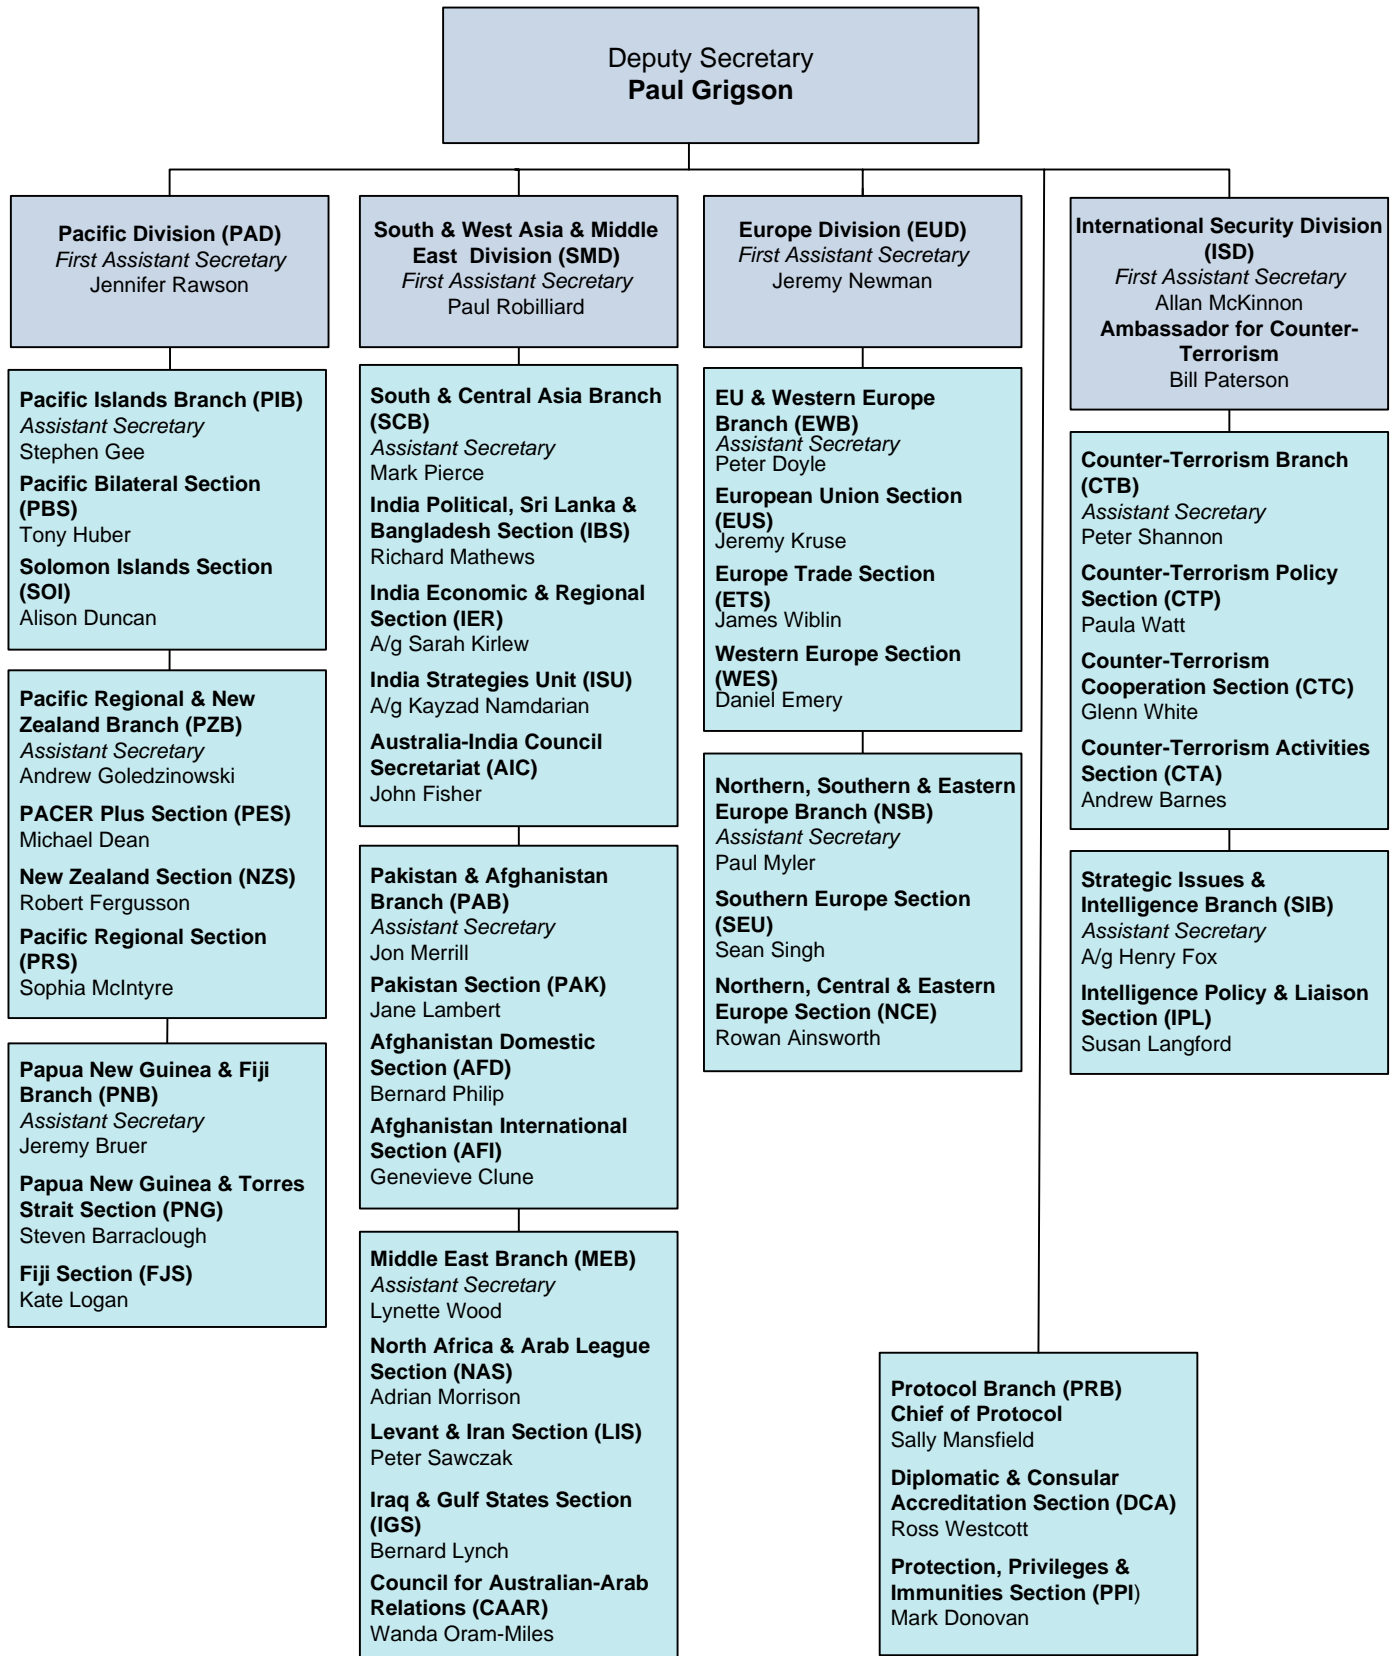 Deputy Secretary
Paul Grigson
Pacific Division (PAD)
First Assistant Secretary
Jennifer Rawson
South & West Asia & Middle
East Division (SMD)
First Assistant Secretary
Paul Robilliard
Europe Division (EUD)
First Assistant Secretary
Jeremy Newman
International Security Division
(ISD)
First Assistant Secretary
Allan McKinnon
Ambassador for Counter-
Terrorism
Bill Paterson
Pacific Islands Branch (PIB)
Assistant Secretary
Stephen Gee
Pacific Bilateral Section
(PBS)
Tony Huber
Solomon Islands Section
(SOI)
Alison Duncan
Pacific Regional & New
Zealand Branch (PZB)
Assistant Secretary
Andrew Goledzinowski
PACER Plus Section (PES)
Michael Dean
New Zealand Section (NZS)
Robert Fergusson
Pacific Regional Section
(PRS)
Sophia McIntyre
Papua New Guinea & Fiji
Branch (PNB)
Assistant Secretary
Jeremy Bruer
Papua New Guinea & Torres
Strait Section (PNG)
Steven Barraclough
Fiji Section (FJS)
Kate Logan
South & Central Asia Branch
(SCB)
Assistant Secretary
Mark Pierce
India Political, Sri Lanka &
Bangladesh Section (IBS)
Richard Mathews
India Economic & Regional
Section (IER)
A/g Sarah Kirlew
India Strategies Unit (ISU)
A/g Kayzad Namdarian
Australia-India Council
Secretariat (AIC)
John Fisher
Pakistan & Afghanistan
Branch (PAB)
Assistant Secretary
Jon Merrill
Pakistan Section (PAK)
Jane Lambert
Afghanistan Domestic
Section (AFD)
Bernard Philip
Afghanistan International
Section (AFI)
Genevieve Clune
Middle East Branch (MEB)
Assistant Secretary
Lynette Wood
North Africa & Arab League
Section (NAS)
Adrian Morrison
Levant & Iran Section (LIS)
Peter Sawczak
Iraq & Gulf States Section
(IGS)
Bernard Lynch
Council for Australian-Arab
Relations (CAAR)
Wanda Oram-Miles
EU & Western Europe
Branch (EWB)
Assistant Secretary
Peter Doyle
European Union Section
(EUS)
Jeremy Kruse
Europe Trade Section
(ETS)
James Wiblin
Western Europe Section
(WES)
Daniel Emery
Northern, Southern & Eastern
Europe Branch (NSB)
Assistant Secretary
Paul Myler
Southern Europe Section
(SEU)
Sean Singh
Northern, Central & Eastern
Europe Section (NCE)
Rowan Ainsworth
Counter-Terrorism Branch
(CTB)
Assistant Secretary
Peter Shannon
Counter-Terrorism Policy
Section (CTP)
Paula Watt
Counter-Terrorism
Cooperation Section (CTC)
Glenn White
Counter-Terrorism Activities
Section (CTA)
Andrew Barnes
Strategic Issues &
Intelligence Branch (SIB)
Assistant Secretary
A/g Henry Fox
Intelligence Policy & Liaison
Section (IPL)
Susan Langford
Protocol Branch (PRB)
Chief of Protocol
Sally Mansfield
Diplomatic & Consular
Accreditation Section (DCA)
Ross Westcott
Protection, Privileges &
Immunities Section (PPI)
Mark Donovan